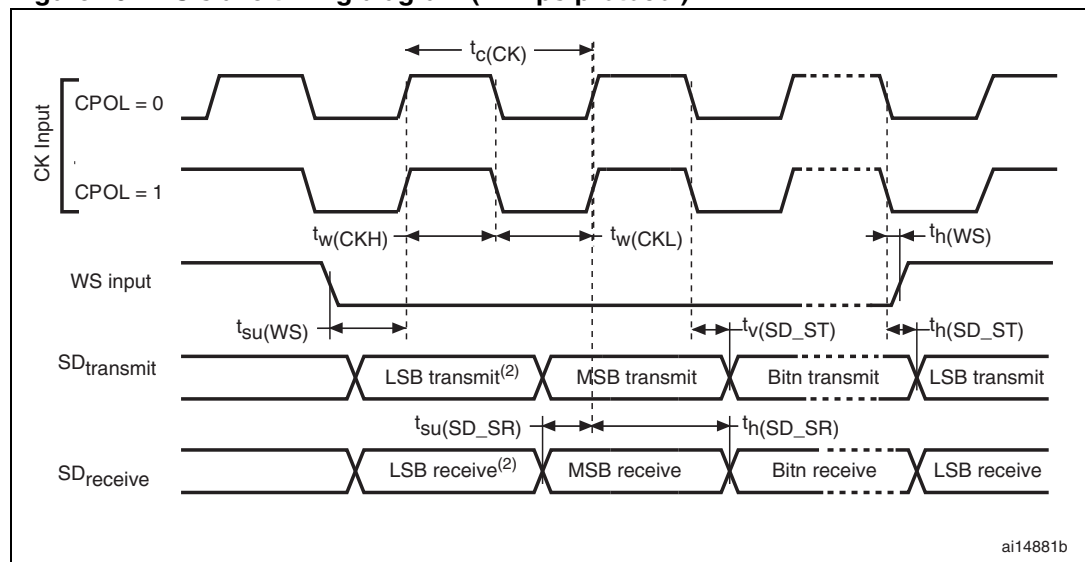 tc(CK)
CK Input
CPOL = 0
CPOL = 1
tw(CKH)
tw(CKL)
th(WS)
WS input
tsu(WS)
tv(SD_ST)
th(SD_ST)
SDtransmit
LSB transmit(2)
MSB transmit
Bitn transmit
LSB transmit
tsu(SD_SR)
th(SD_SR)
SDreceive
LSB receive(2)
MSB receive
Bitn receive
LSB receive
ai14881b